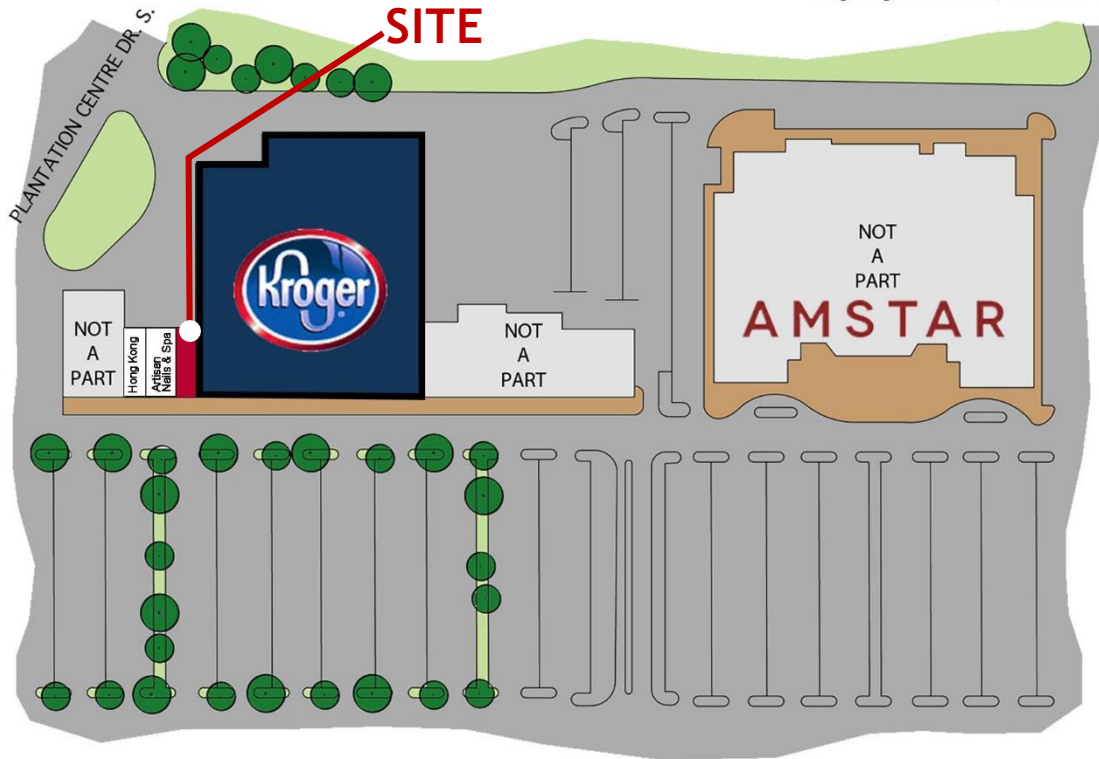 SITE
PLANTATION CENTRE DR. S.
Kroger
NOT
A
PART
AMSTAR
NOT
A
PART
Hong Kong
Artisan
Nails & Spa
NOT
A
PART